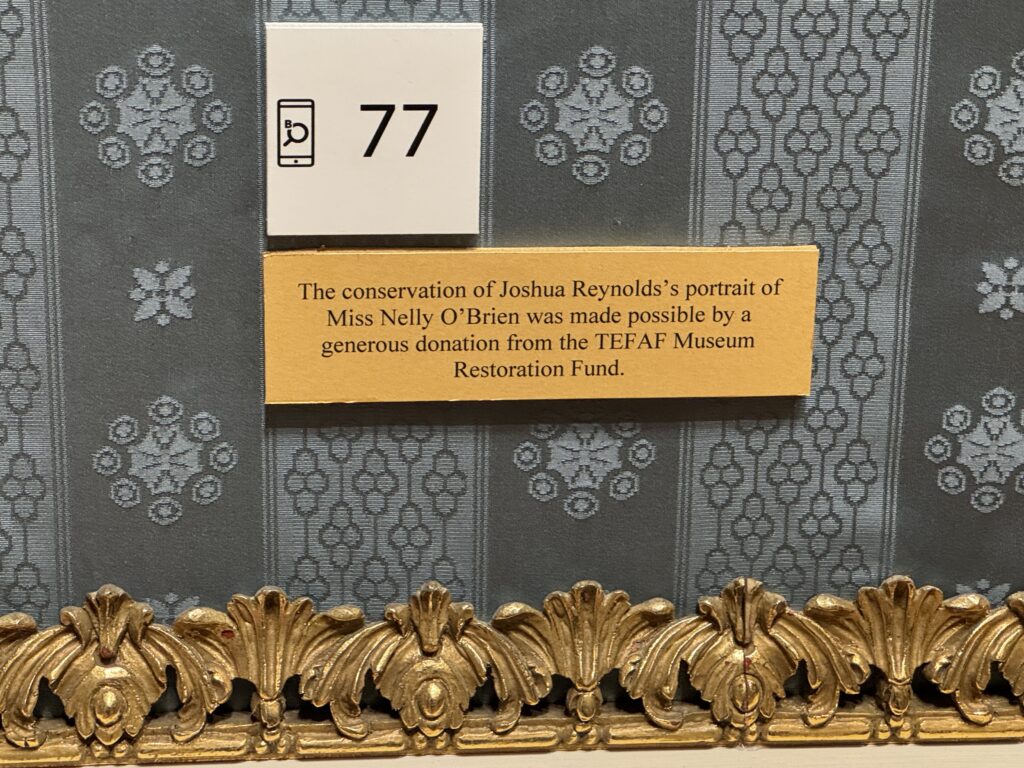 B
77
The conservation of Joshua Reynolds's portrait of
Miss Nelly O'Brien was made possible by a
generous donation from the TEFAF Museum
Restoration Fund.